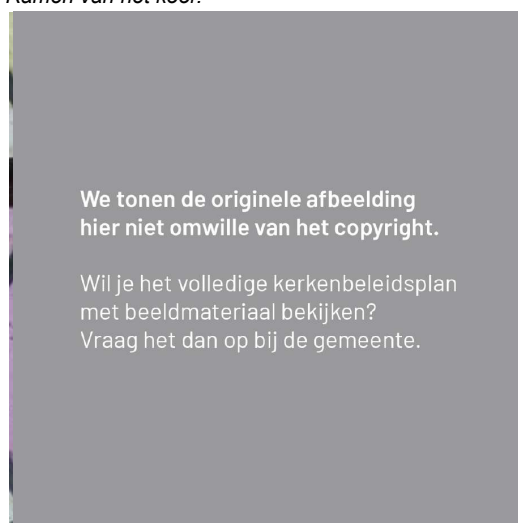 Ramen van het koor.
We tonen de originele afbeelding
hier niet omwille van het copyright.
Wil je het volledige kerkenbeleidsplan
met beeldmateriaal bekijken?
Vraag het dan op bij de gemeente.